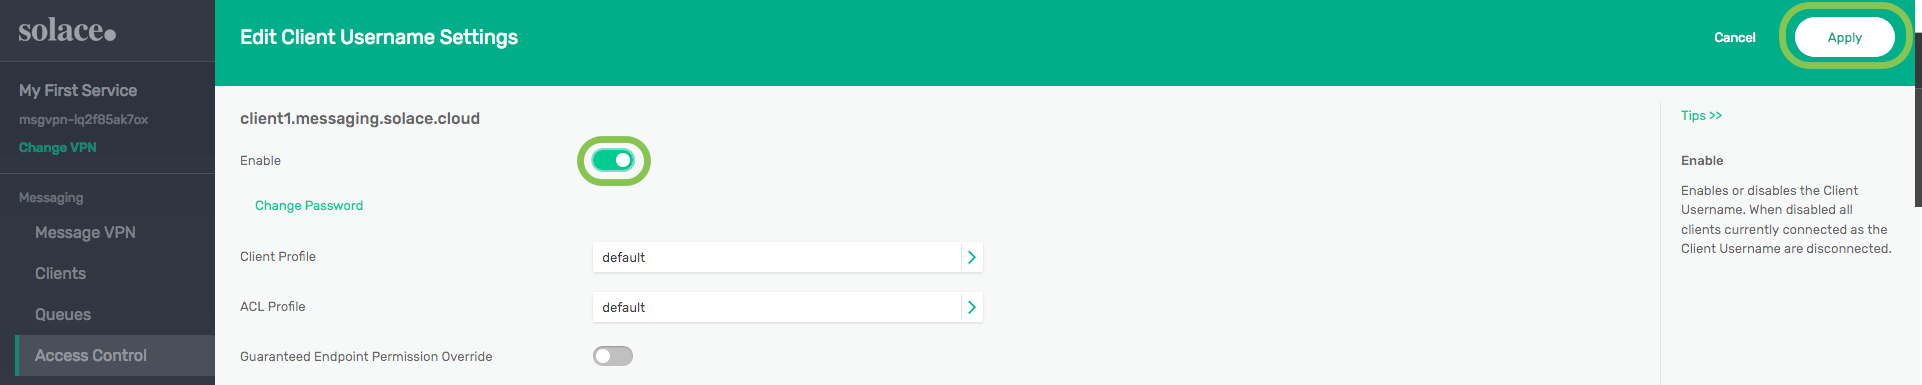 solace.
My First Service
msgvpn-lq2f85ak7ox
Change VPN
Messaging
Message VPN
Clients
Queues
Access Control
Edit Client Username Settings
Cancel
Apply
client1.messaging.solace.cloud
Enable
Change Password
Client Profile
default
ACL Profile
default
Guaranteed Endpoint Permission Override
Tips >>
Enable
Enables or disables the Client
Username. When disabled all
clients currently connected as the
Client Username are disconnected.